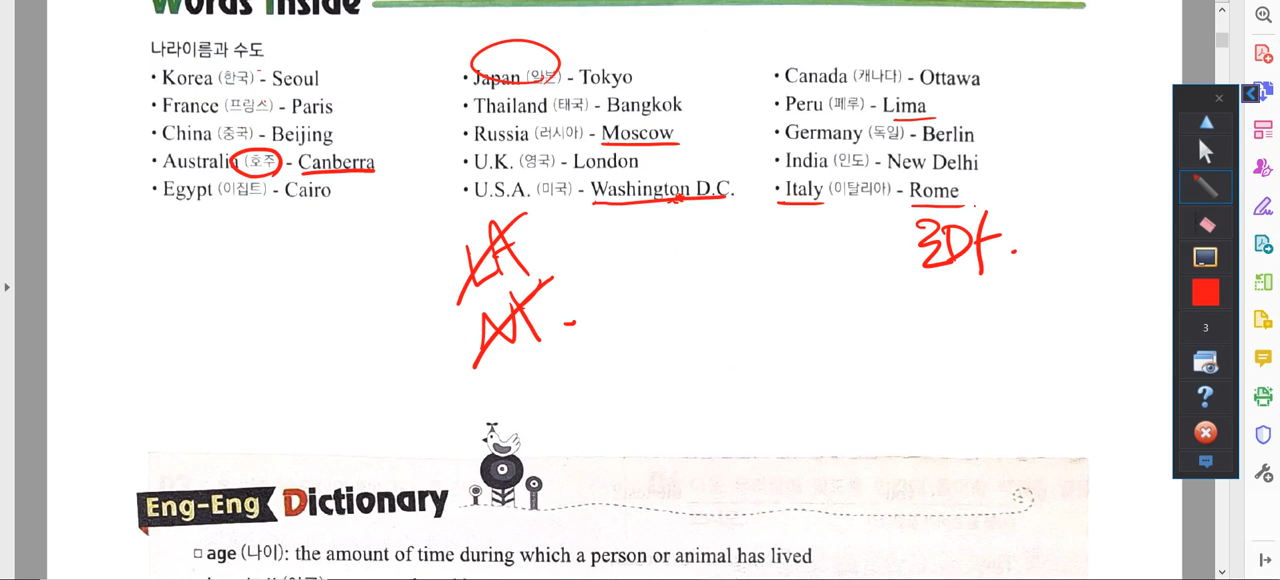 Words Inside
나라이름과 수도
• Korea (한국) - Seoul
• France (프랑스) - Paris
• China (중국) - Beijing
• Australia (호주) - Canberra
• Egypt (이집트) - Cairo
• Japan (일본) - Tokyo
• Thailand (태국) - Bangkok
• Russia (러시아) - Moscow
• U.K. (영국) - London
• U.S.A. (미국) - Washington D.C.
• Canada (캐나다) - Ottawa
• Peru (페루) - Lima
• Germany (독일) - Berlin
• India (인도) - New Delhi
• Italy (이탈리아) - Rome
LA
3
Eng-Eng Dictionary
□ age (나이): the amount of time during which a person or animal has lived